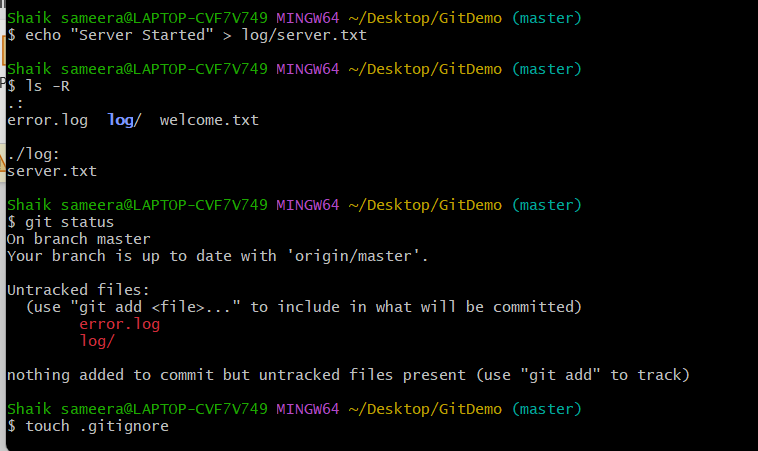 Shaik sameera@LAPTOP-CVF7V749 MINGW64 ~/Desktop/GitDemo (master)
$ echo "Server Started" > log/server.txt
Shaik sameera@LAPTOP-CVF7V749 MINGW64 ~/Desktop/GitDemo (master)
$ ls -R
.:
error.log  log/  welcome.txt
./log:
server.txt
Shaik sameera@LAPTOP-CVF7V749 MINGW64 ~/Desktop/GitDemo (master)
$ git status
On branch master
Your branch is up to date with 'origin/master'.
Untracked files:
  (use "git add <file>..." to include in what will be committed)
        error.log
        log/
nothing added to commit but untracked files present (use "git add" to track)
Shaik sameera@LAPTOP-CVF7V749 MINGW64 ~/Desktop/GitDemo (master)
$ touch .gitignore